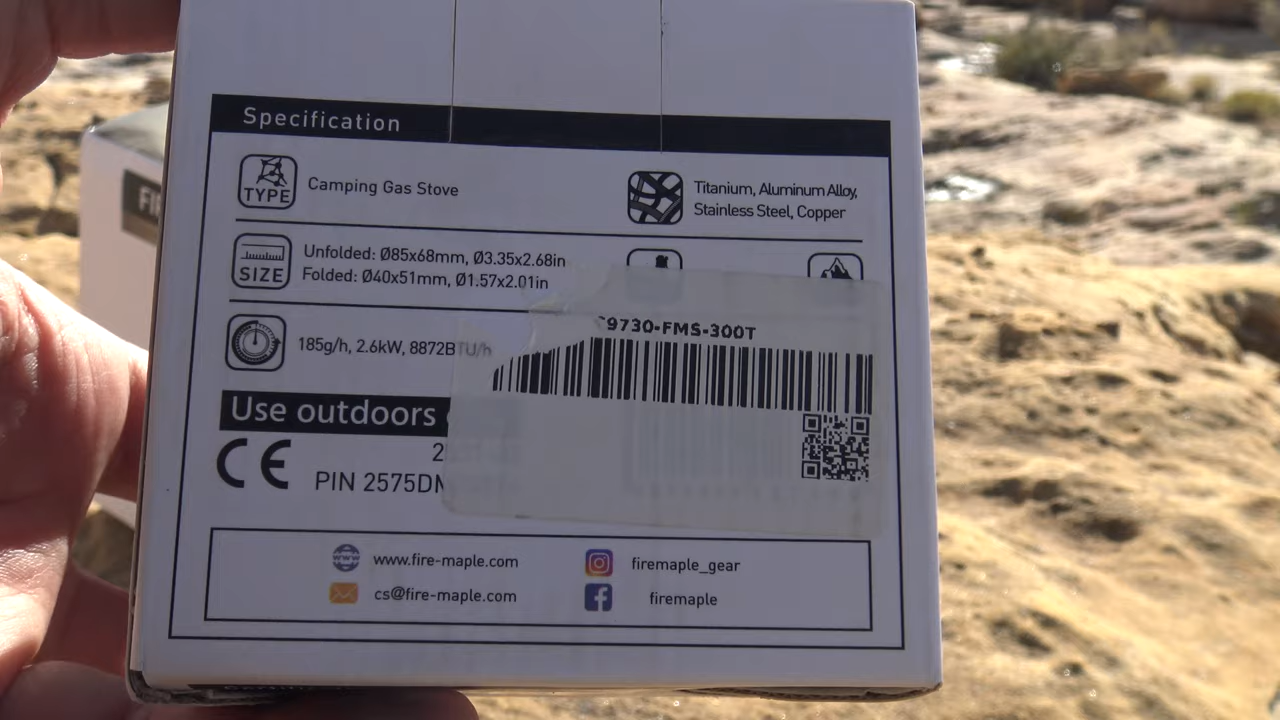 Specification
TYPE
Camping Gas Stove
Titanium, Aluminum Alloy,
Stainless Steel, Copper
SIZE
Unfolded: Ø85x68mm, Ø3.35x2.68in
Folded: Ø40x51mm, Ø1.57x2.01in
9730-FMS-300T
185g/h, 2.6kW, 8872BTU/h
Use outdoors
CE
PIN 2575DM
www.fire-maple.com
firemaple_gear
cs@fire-maple.com
firemaple